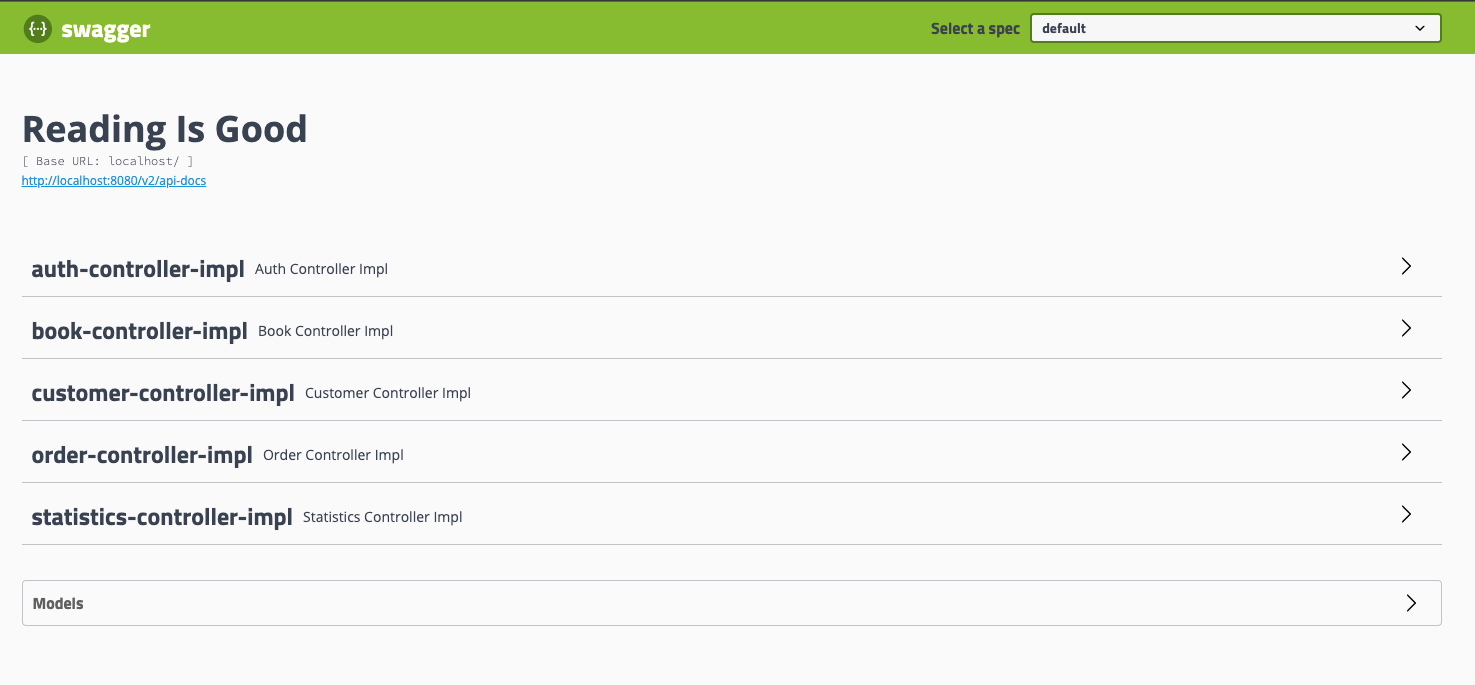 {···} swagger Select a spec default
Reading Is Good
[ Base URL: localhost/ ]
http://localhost:8080/v2/api-docs
auth-controller-impl Auth Controller Impl
book-controller-impl Book Controller Impl
customer-controller-impl Customer Controller Impl
order-controller-impl Order Controller Impl
statistics-controller-impl Statistics Controller Impl
Models